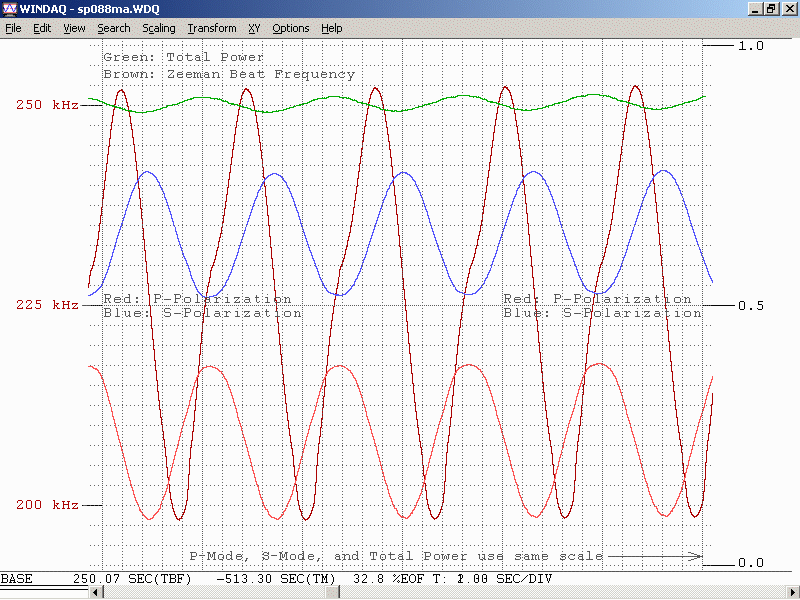 WINDAQ - sp088ma.WDQ
File Edit View Search Scaling Transform XY Options Help
Green: Total Power
1.0
Brown: Zeeman Beat Frequency
250 kHz
Red: P-Polarization Red: P-Polarization
225 kHz 0.5
Blue: S-Polarization Blue: S-Polarization
200 kHz
P-Mode, S-Mode, and Total Power use same scale
0.0
BASE 250.07 SEC(TBF) -513.30 SEC(TM) 32.8 %EOF T: .00 SEC/DIV